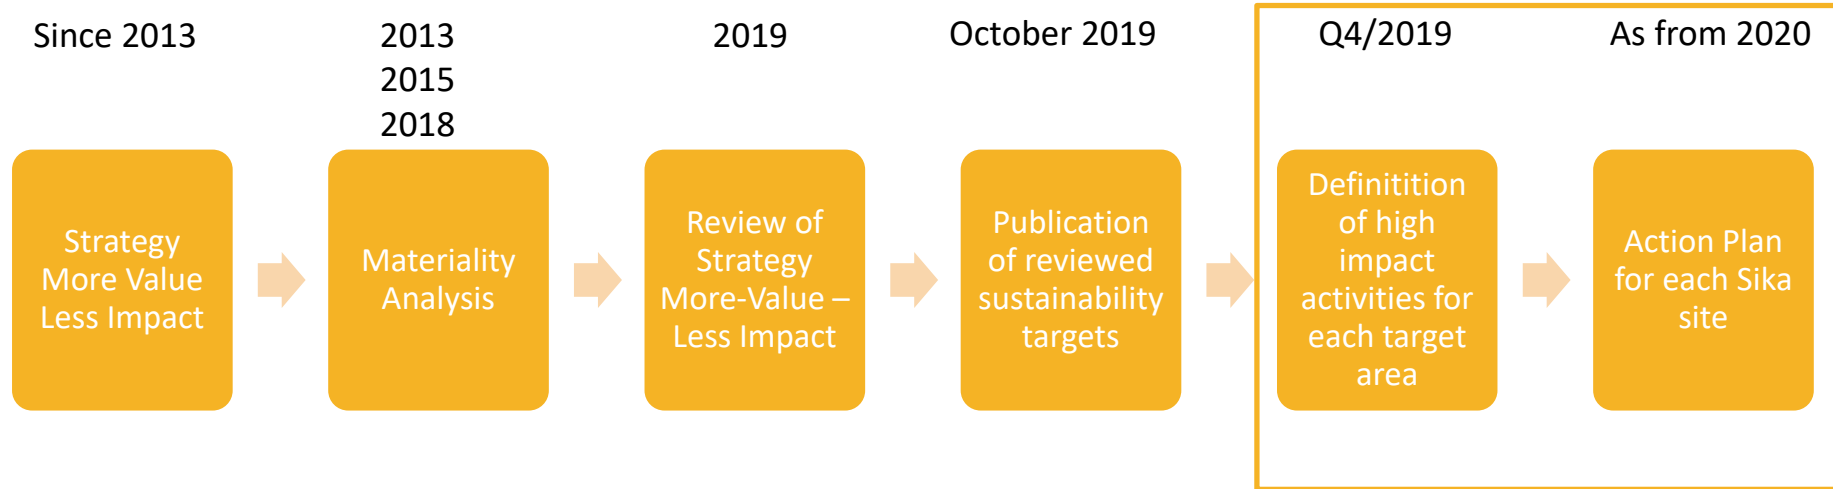 Since 2013
2013
2015
2018
2019
October 2019
Q4/2019
As from 2020
Strategy
More Value
Less Impact
Materiality
Analysis
Review of
Strategy
More-Value –
Less Impact
Publication
of reviewed
sustainability
targets
Definitition
of high
impact
activities for
each target
area
Action Plan
for each Sika
site